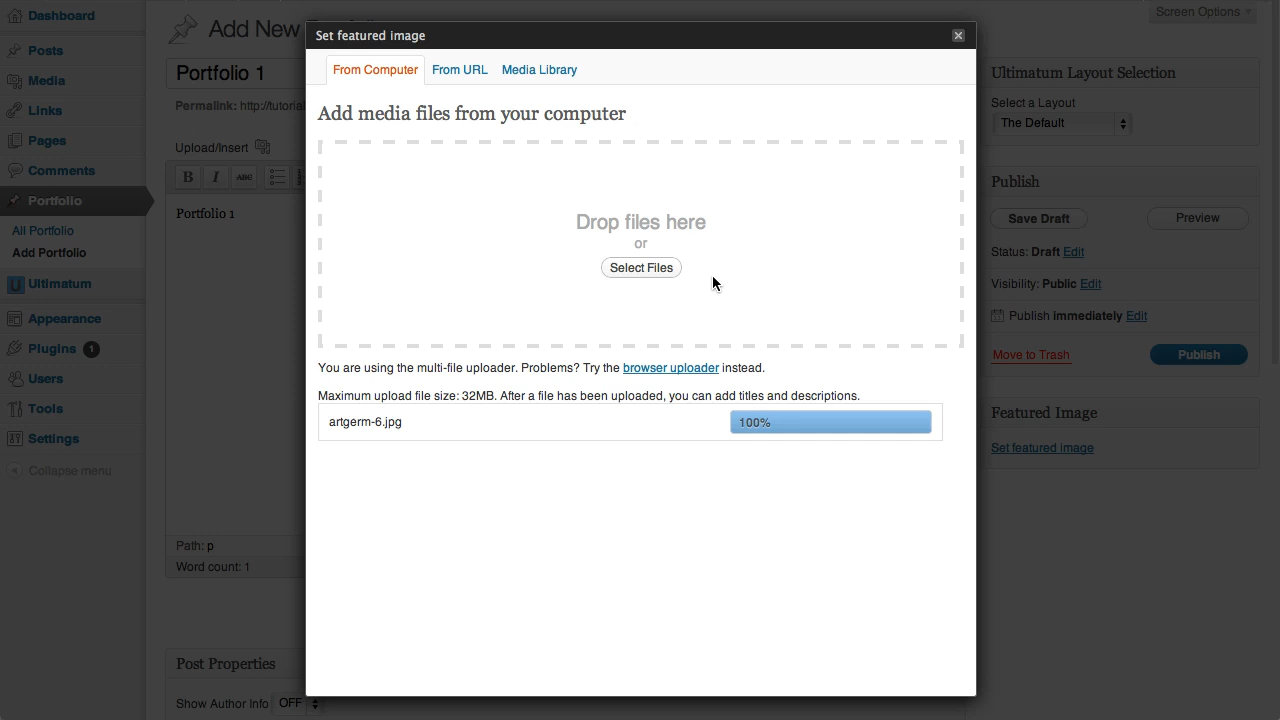 Dashboard
Posts
Media
Links
Pages
Comments
Portfolio
All Portfolio
Add Portfolio
Ultimatum
Appearance
Plugins 1
Users
Tools
Settings
Collapse menu
Screen Options
Add New
Portfolio 1
Permalink: http://tutorial
Upload/Insert
B I ABC
Portfolio 1
Path: p
Word count: 1
Post Properties
Show Author Info OFF
Set featured image
From Computer From URL Media Library
Add media files from your computer
Drop files here
or
Select Files
You are using the multi-file uploader. Problems? Try the browser uploader instead.
Maximum upload file size: 32MB. After a file has been uploaded, you can add titles and descriptions.
artgerm-6.jpg 100%
Ultimatum Layout Selection
Select a Layout
The Default
Publish
Save Draft Preview
Status: Draft Edit
Visibility: Public Edit
Publish immediately Edit
Move to Trash Publish
Featured Image
Set featured image